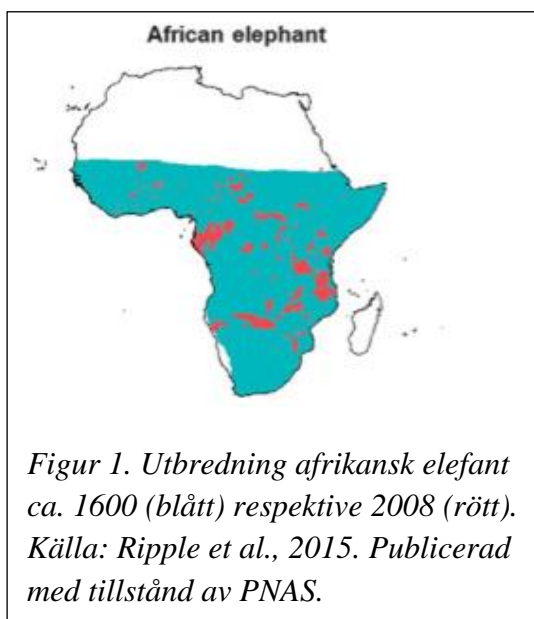 African elephant
Figur 1. Utbredning afrikansk elefant
ca. 1600 (blått) respektive 2008 (rött).
Källa: Ripple et al., 2015. Publicerad
med tillstånd av PNAS.